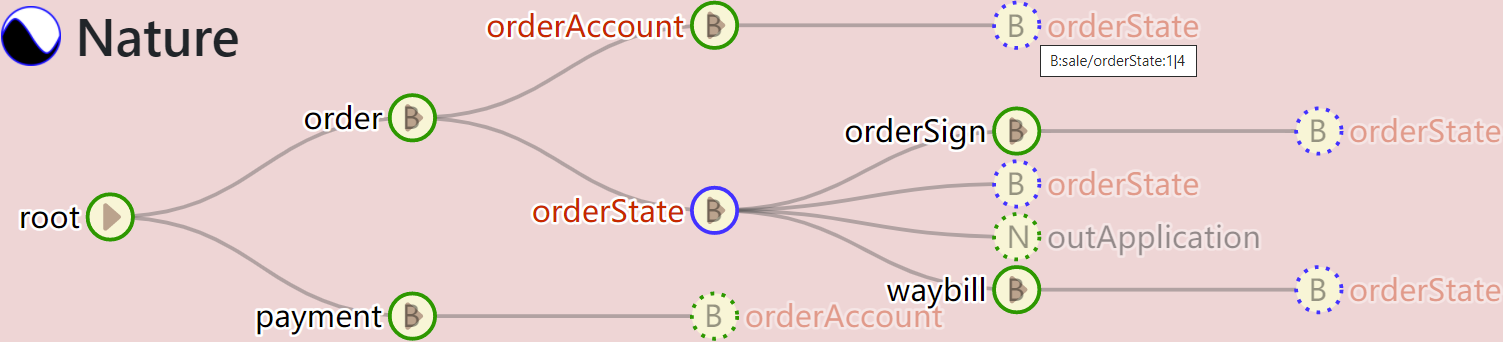 Nature
orderAccount B B orderState
B:sale/orderState:1|4
order B
orderSign B B orderState
B orderState
orderState B
root
N outApplication
waybill B B orderState
payment B B orderAccount